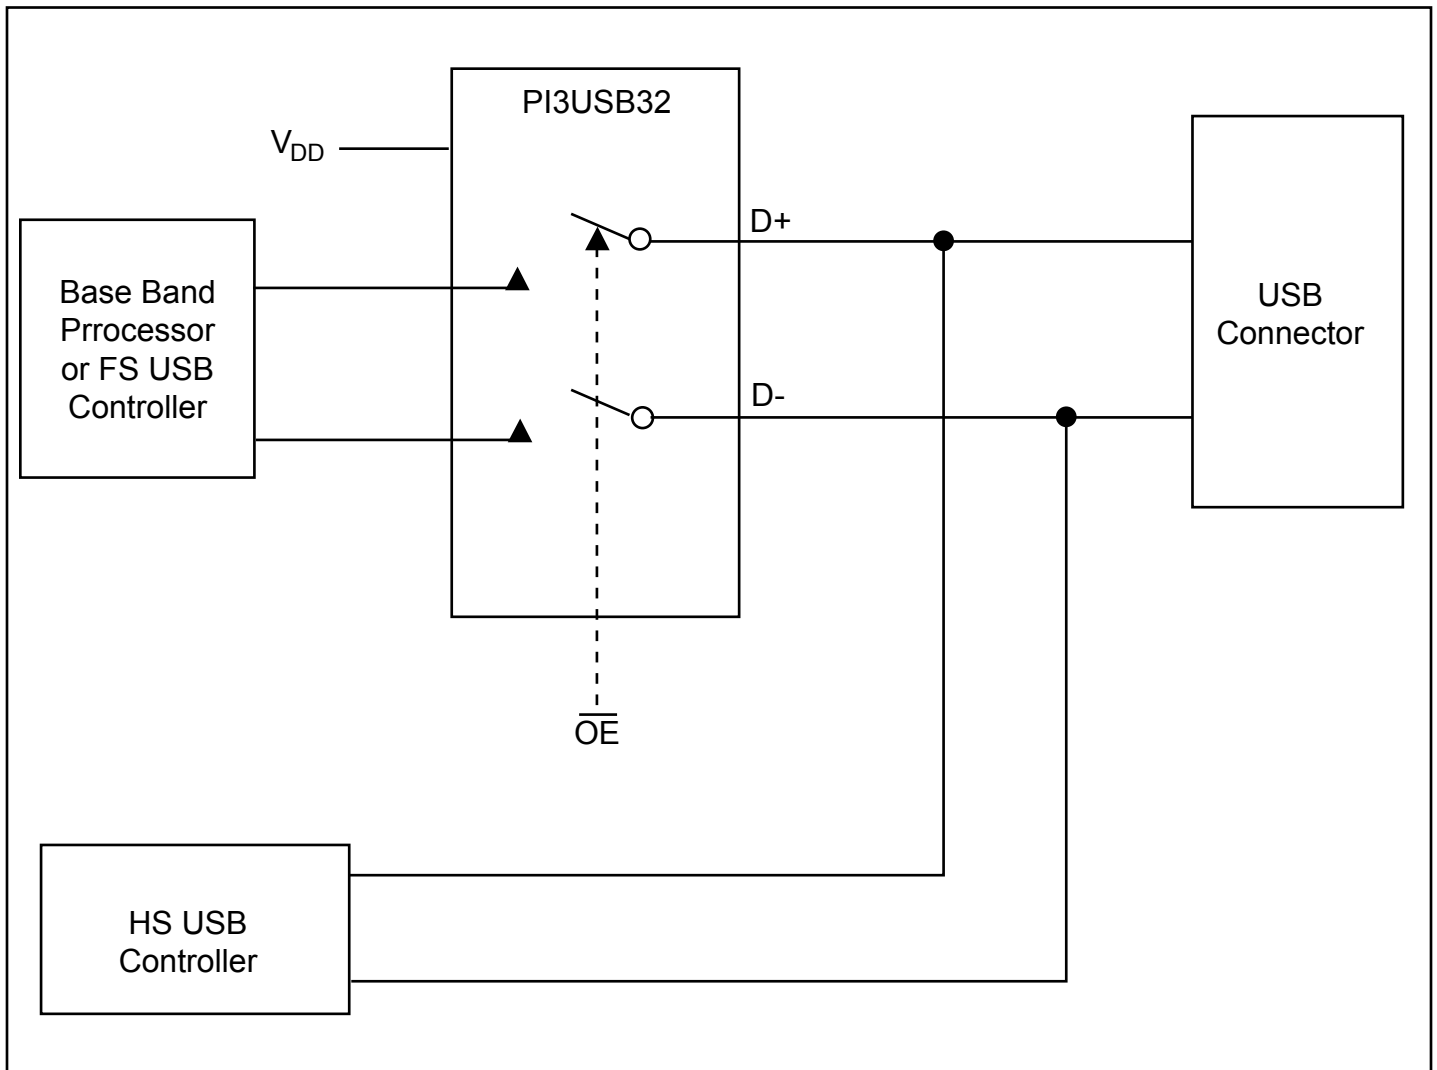 PI3USB32
VDD
D+
Base Band
Prrocessor
or FS USB
Controller
USB
Connector
D-
OE
HS USB
Controller